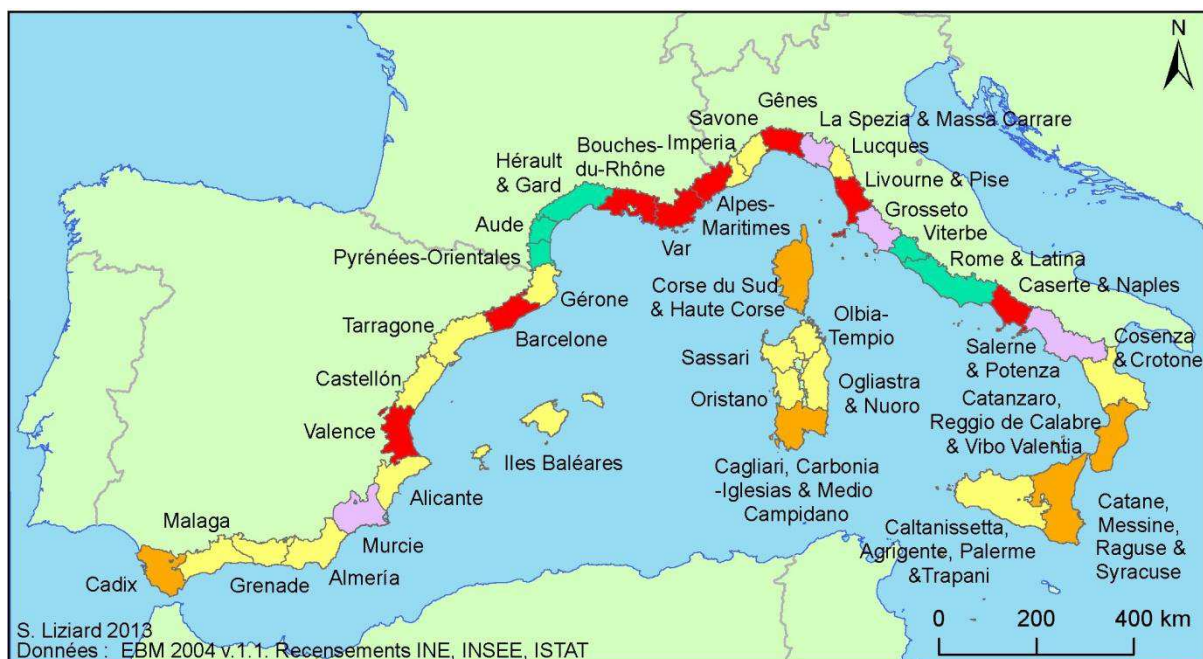 N
Gênes
Savone
La Spezia & Massa Carrare
Imperia
Lucques
Bouches-
du-Rhône
Hérault
& Gard
Livourne & Pise
Alpes-
Maritimes
Grosseto
Aude
Var
Viterbe
Pyrénées-Orientales
Rome & Latina
Gérone
Corse du Sud
& Haute Corse
Caserte & Naples
Tarragone
Barcelone
Olbia-
Tempio
Cosenza
& Crotone
Sassari
Salerne
& Potenza
Castellón
Ogliastra
& Nuoro
Oristano
Catanzaro,
Reggio de Calabre
& Vibo Valentia
Valence
Iles Baléares
Cagliari, Carbonia
-Iglesias & Medio
Campidano
Alicante
Catane,
Messine,
Raguse &
Syracuse
Malaga
Murcie
Caltanissetta,
Agrigente, Palerme
&Trapani
Cadix
Grenade
Almería
0 200 400 km
S. Liziard 2013
Données : EBM 2004 v.1.1. Recensements INE, INSEE, ISTAT